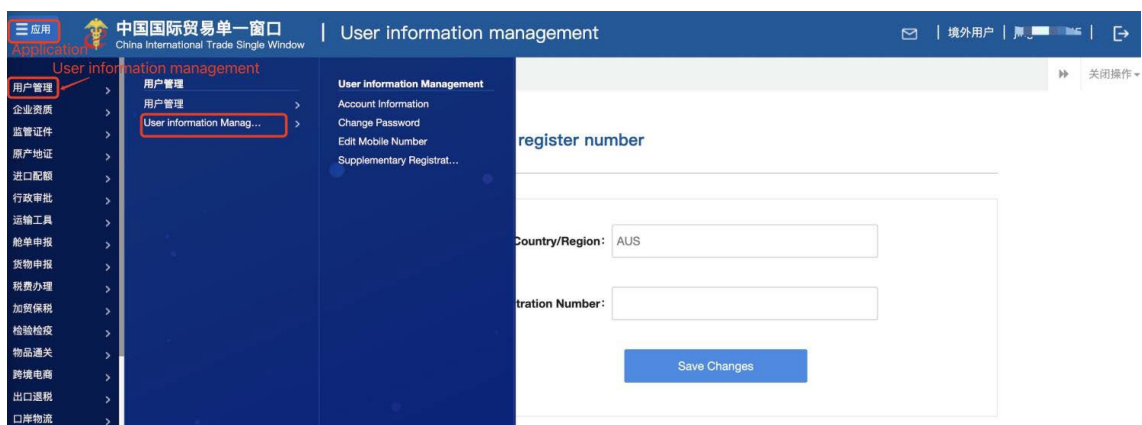 应用
中国国际贸易单一窗口
China International Trade Single Window
User information management
境外用户
Application
User information management
关闭操作
用户管理
企业资质
监管证件
原产地证
进口配额
行政审批
运输工具
舱单申报
货物申报
税费办理
加贸保税
检验检疫
物品通关
跨境电商
出口退税
口岸物流
用户管理
用户管理
User information Manag...
User information Management
Account Information
Change Password
Edit Mobile Number
Supplementary Registrat...
register number
Country/Region: AUS
tration Number:
Save Changes